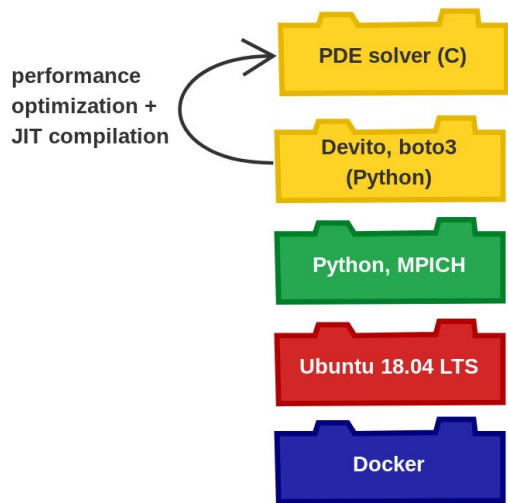 PDE solver (C)
performance
optimization +
JIT compilation
Devito, boto3
(Python)
Python, MPICH
Ubuntu 18.04 LTS
Docker